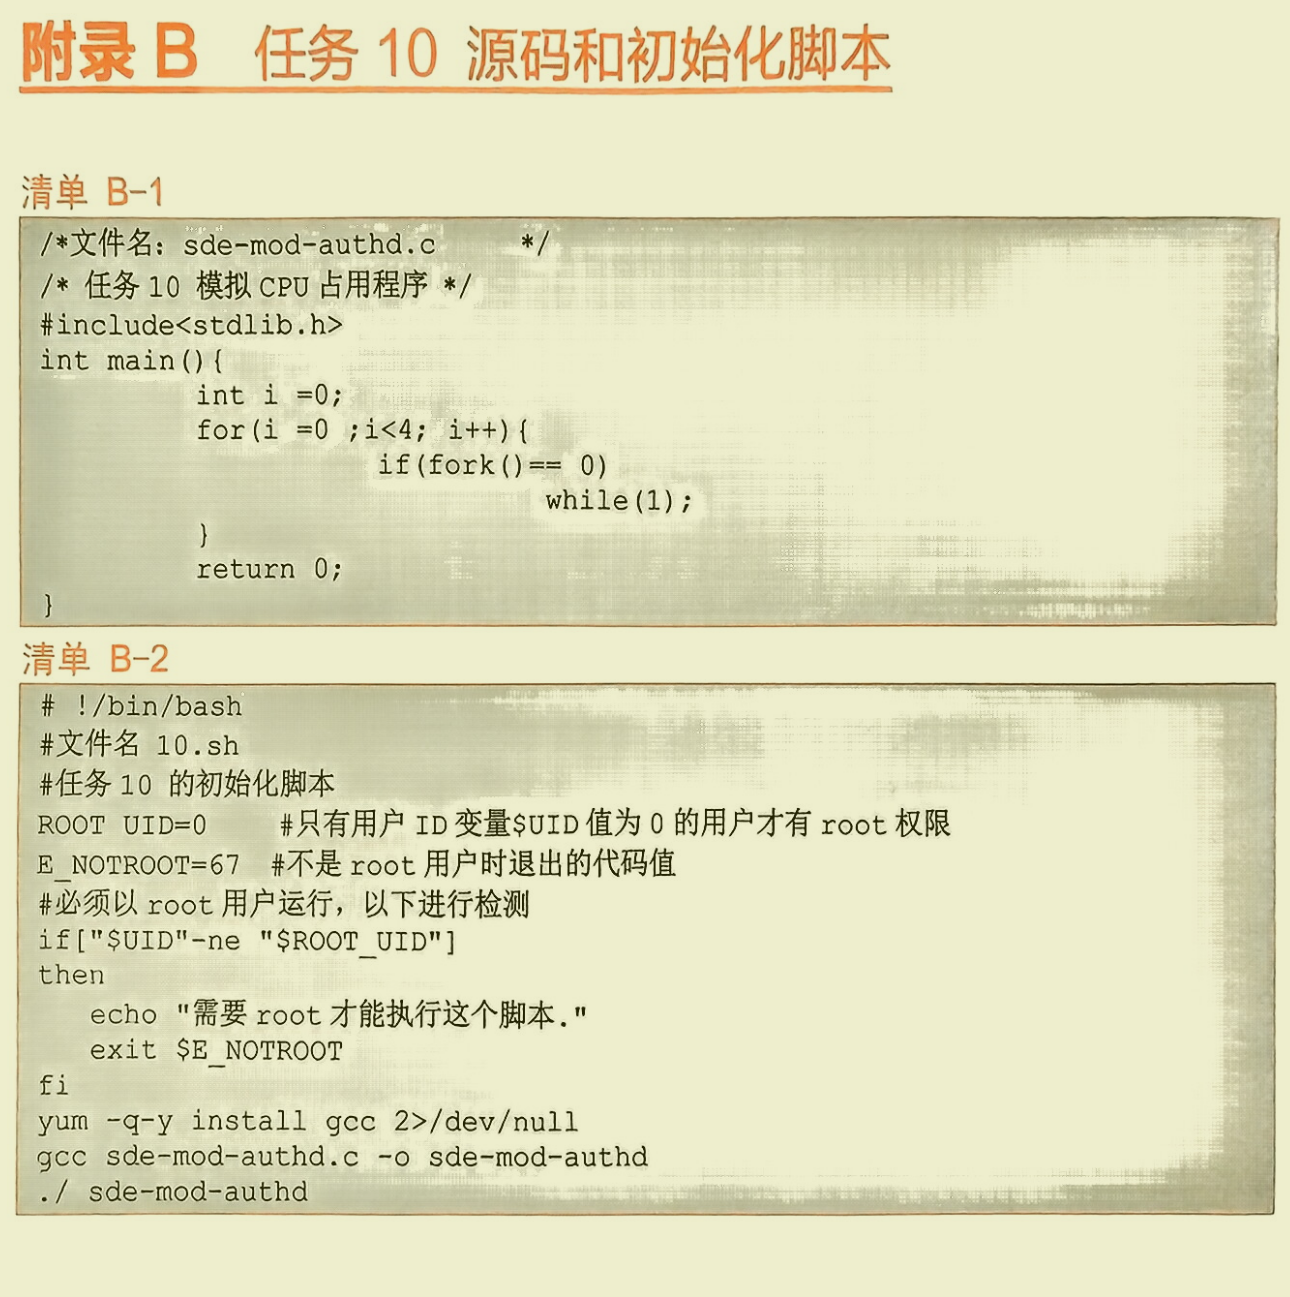 附录 B 任务 10 源码和初始化脚本
清单 B-1
/*文件名: sde-mod-authd.c */
/* 任务 10 模拟 CPU 占用程序 */
#include<stdlib.h>
int main(){
int i =0;
for(i =0 ;i<4; i++){
if(fork()== 0)
while(1);
}
return 0;
}
清单 B-2
# !/bin/bash
#文件名 10.sh
#任务 10 的初始化脚本
ROOT UID=0 #只有用户 ID 变量$UID 值为 0 的用户才有 root 权限
E_NOTROOT=67 #不是 root 用户时退出的代码值
#必须以 root 用户运行，以下进行检测
if["$UID"-ne "$ROOT_UID"]
then
echo "需要 root 才能执行这个脚本."
exit $E_NOTROOT
fi
yum -q-y install gcc 2>/dev/null
gcc sde-mod-authd.c -o sde-mod-authd
./ sde-mod-authd